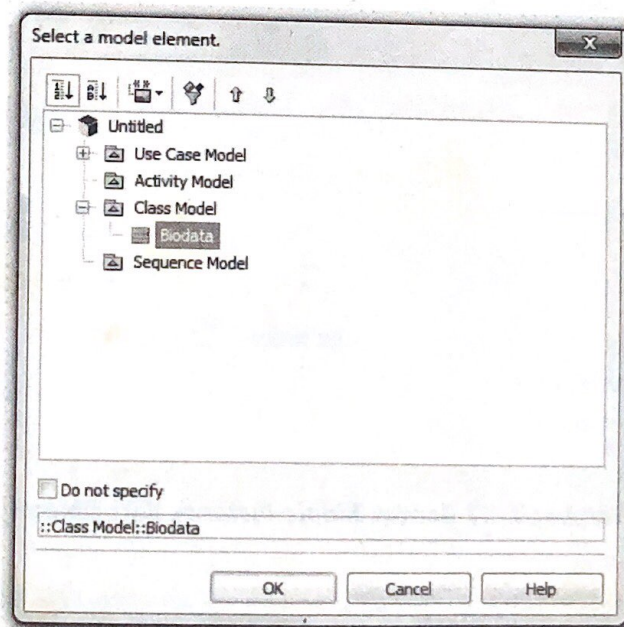 Select a model element.
Untitled
Use Case Model
Activity Model
Class Model
Biodata
Sequence Model
Do not specify
::Class Model::Biodata
OK Cancel Help